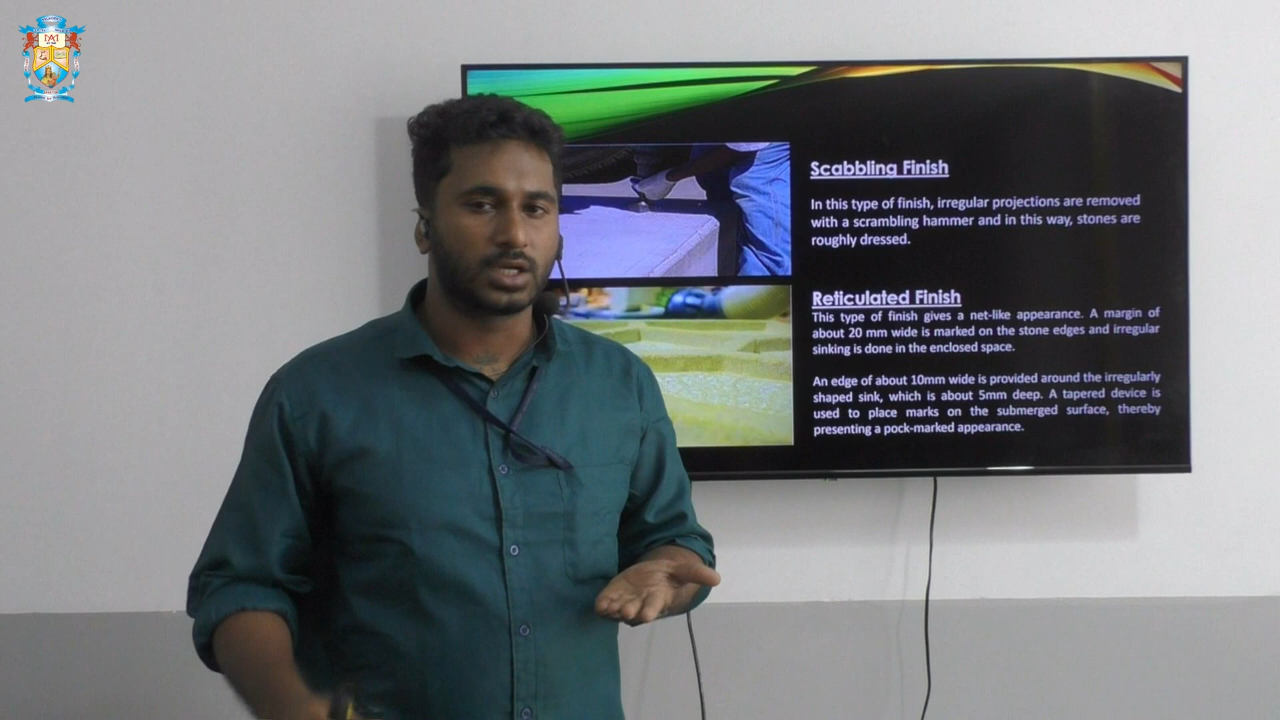 Scabbling Finish
In this type of finish, irregular projections are removed
with a scrambling hammer and in this way, stones are
roughly dressed.
Reticulated Finish
This type of finish gives a net-like appearance. A margin of
about 20 mm wide is marked on the stone edges and irregular
sinking is done in the enclosed space.
An edge of about 10mm wide is provided around the irregularly
shaped sink, which is about 5mm deep. A tapered device is
used to place marks on the submerged surface, thereby
presenting a pock-marked appearance.